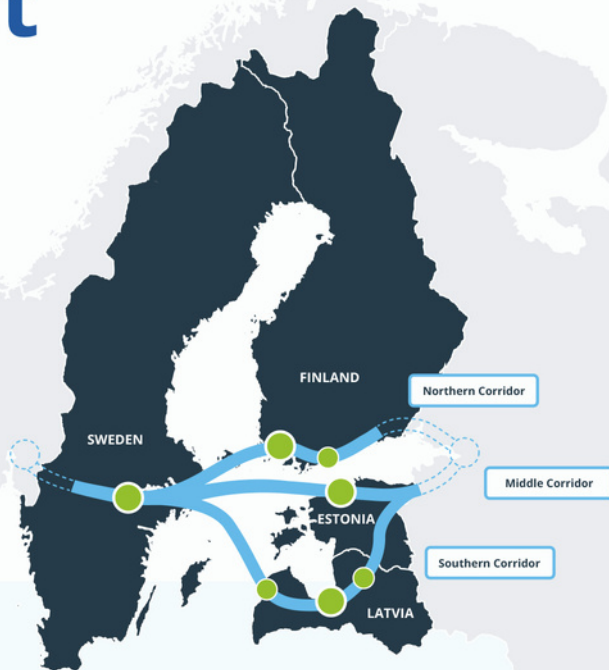 t
FINLAND
Northern Corridor
SWEDEN
Middle Corridor
ESTONIA
Southern Corridor
LATVIA